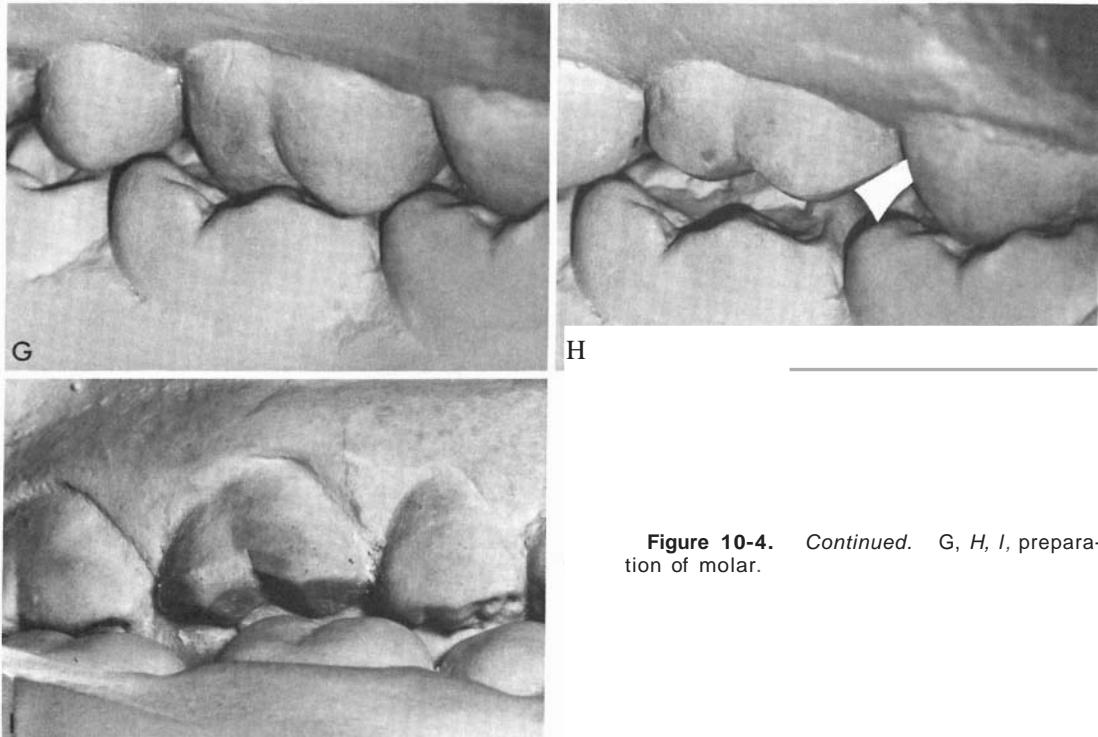 G
H
I
Figure 10-4. Continued. G, H, I, prepara-
tion of molar.